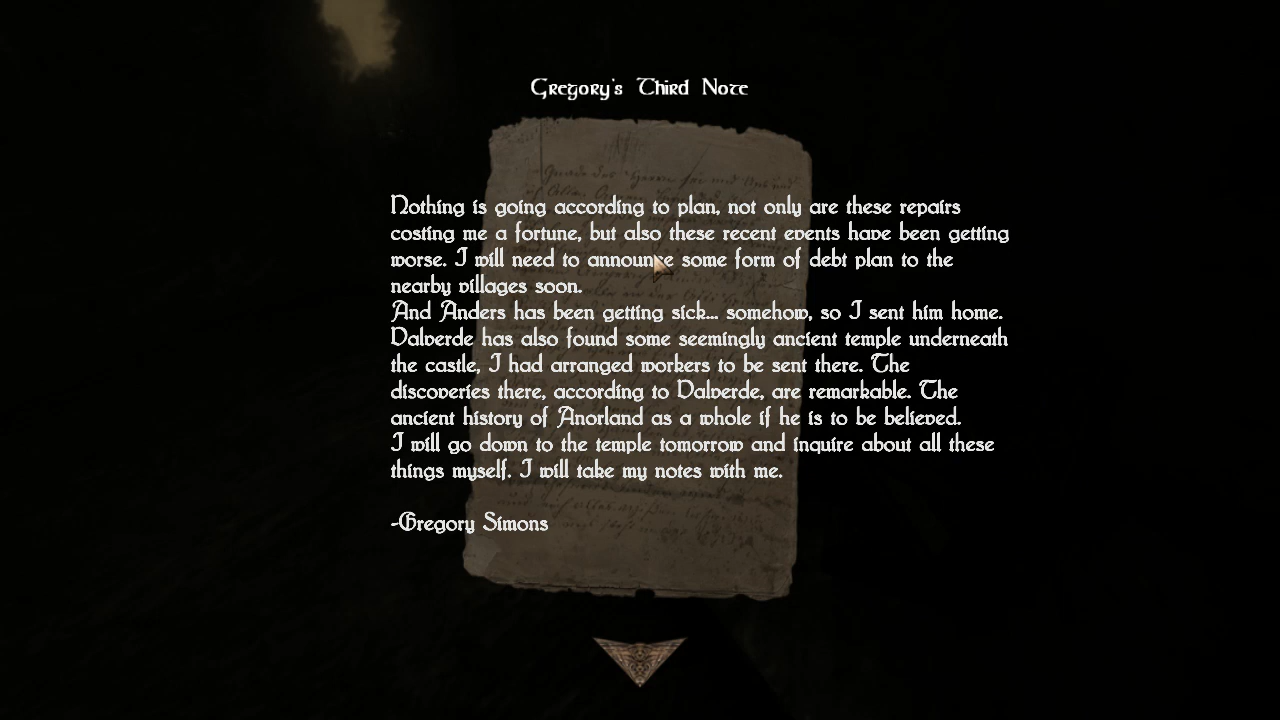 Gregory's Third Note
Nothing is going according to plan, not only are these repairs
costing me a fortune, but also these recent events have been getting
worse. I will need to announce some form of debt plan to the
nearby villages soon.
And Anders has been getting sick... somehow, so I sent him home.
Dalverde has also found some seemingly ancient temple underneath
the castle, I had arranged workers to be sent there. The
discoveries there, according to Dalverde, are remarkable. The
ancient history of Anorland as a whole if he is to be believed.
I will go down to the temple tomorrow and inquire about all these
things myself. I will take my notes with me.
-Gregory Simons